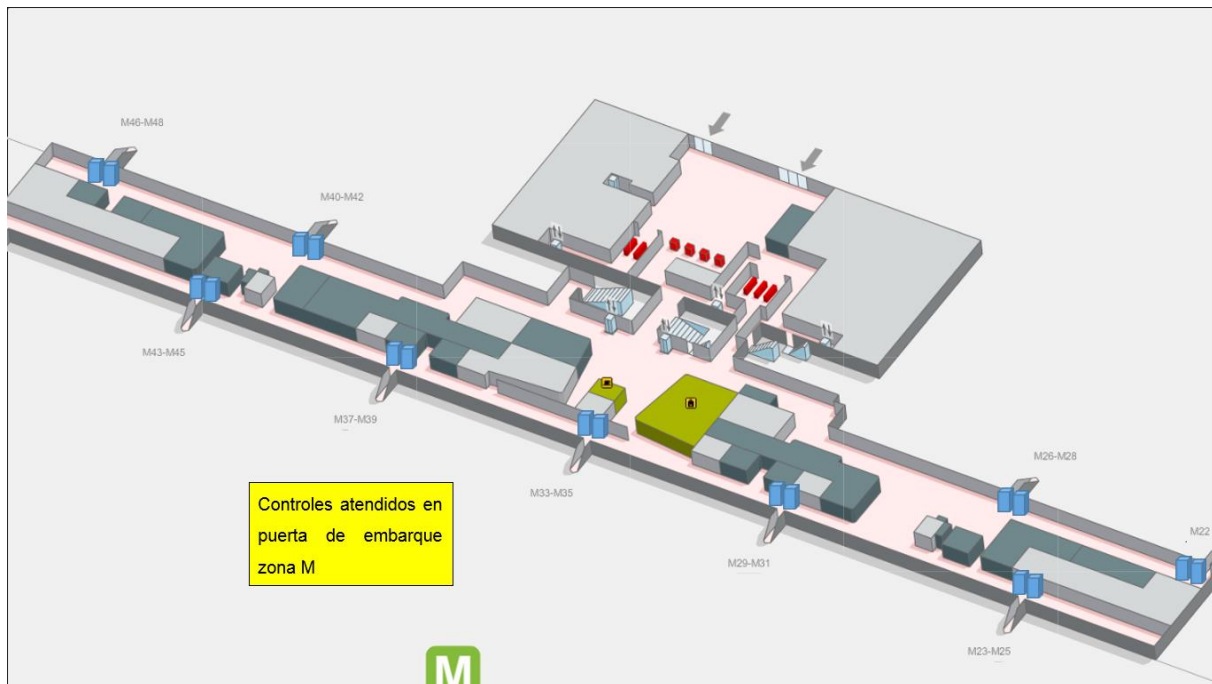 M46-M48
M40-M42
M43-M45
M37-M39
M33-M35
M26-M28
M22
M29-M31
M23-M25
Controles atendidos en
puerta de embarque
zona M
M